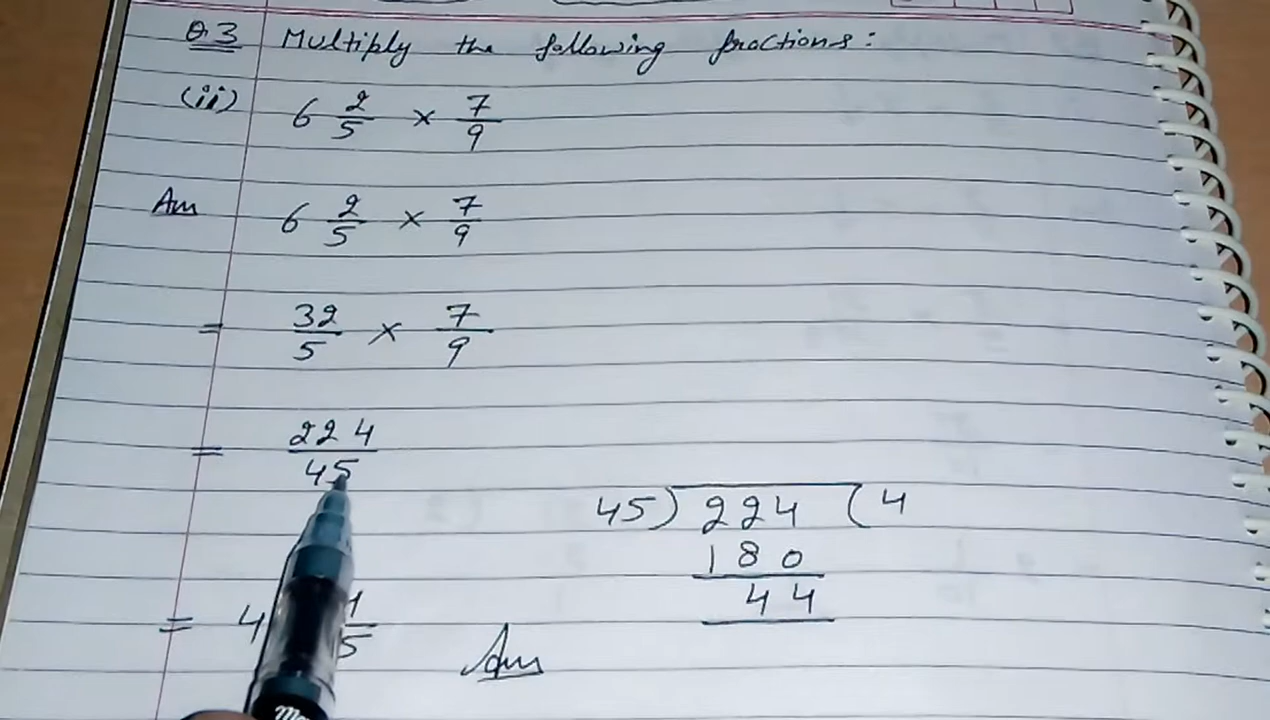 Q.3 Multiply the following fractions:
(ii) 6 2/5 × 7/9
Ans 6 2/5 × 7/9
= 32/5 × 7/9
= 224/45
45) 224 (4
180
44
= 4 Ans